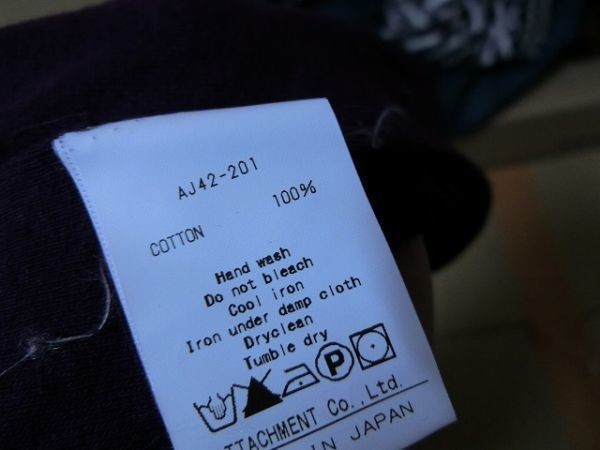 AJ42-201
COTTON 100%
Hand wash
Do not bleach
Cool iron
Iron under damp cloth
Dryclean
Tumble dry
P
TTACHMENT Co.,Ltd.
IN JAPAN